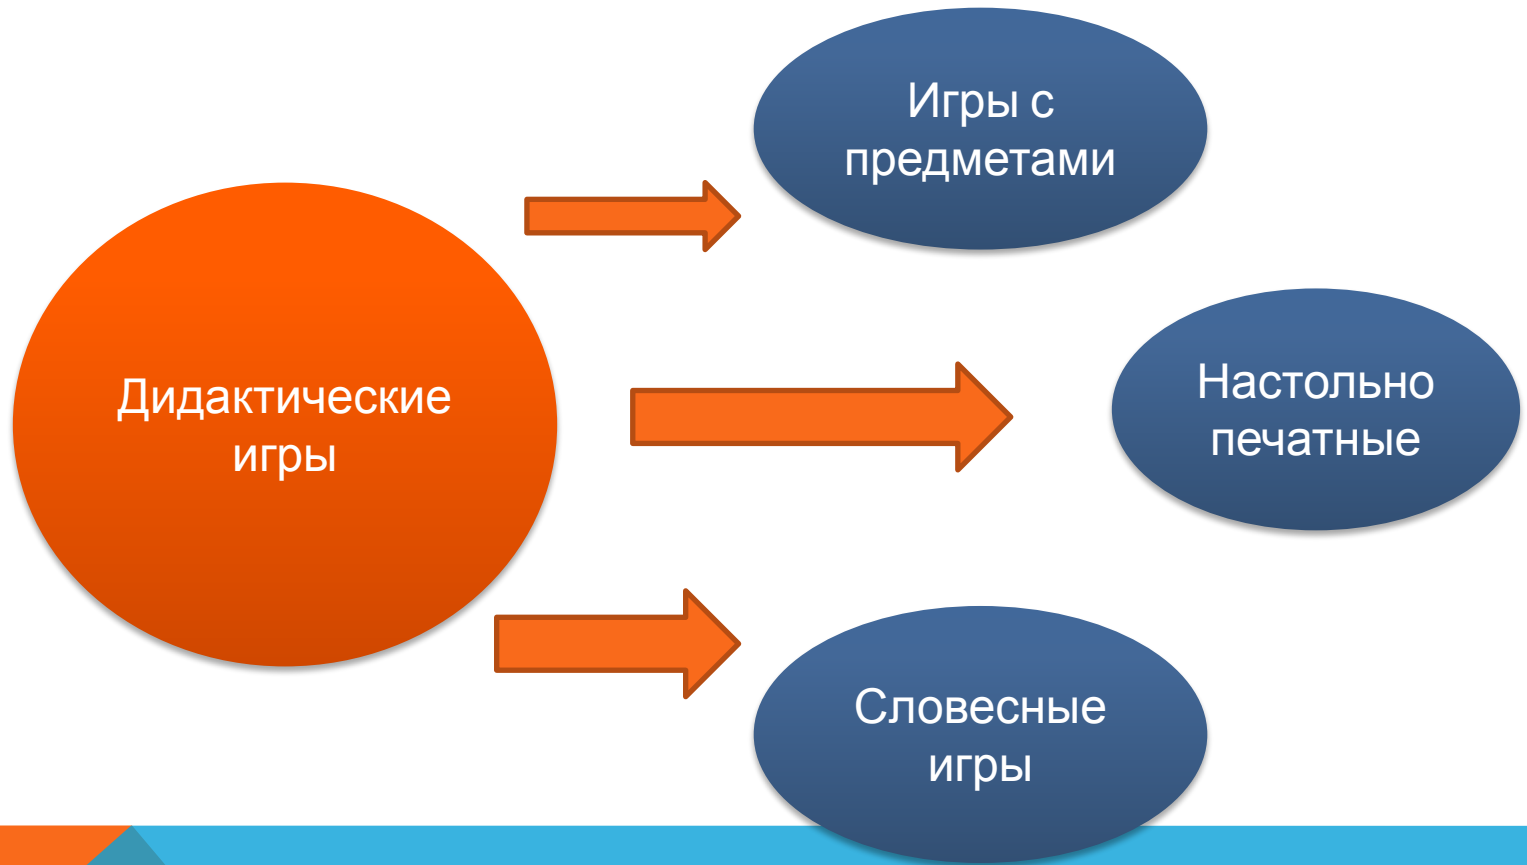 Игры с
предметами
Дидактические
игры
Настольно
печатные
Словесные
игры